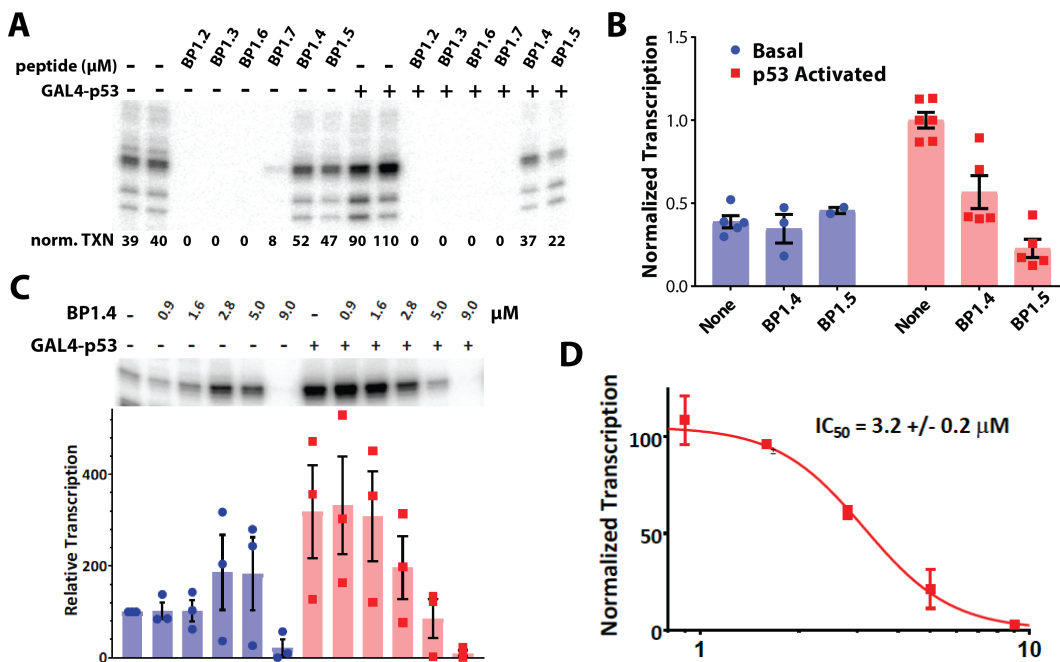 A
BP1.2 BP1.3 BP1.6 BP1.7 BP1.4 BP1.5 BP1.2 BP1.3 BP1.6 BP1.7 BP1.4 BP1.5
peptide (μM) - - - -
GAL4-p53 - - - - - - - - + + + + + + + +
norm. TXN 39 40 0 0 0 8 52 47 90 110 0 0 0 0 37 22
B
1.5
1.0
0.5
0.0
Normalized Transcription
Basal
p53 Activated
None BP1.4 BP1.5 None BP1.4 BP1.5
C
BP1.4 - 0.9 1.6 2.8 5.0 9.0 - 0.9 1.6 2.8 5.0 9.0 μM
GAL4-p53 - - - - - - + + + + + +
Relative Transcription
400
200
0
D
Normalized Transcription
100
50
0
IC50 = 3.2 +/- 0.2 μM
1 10